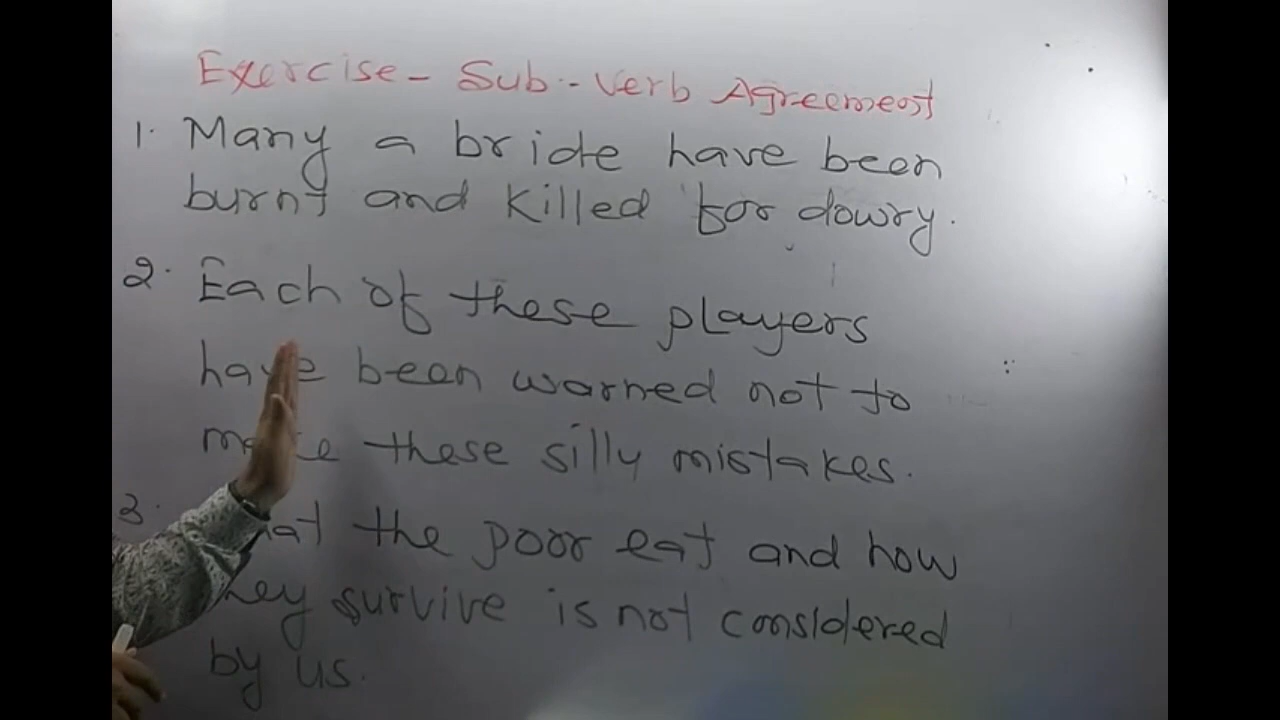 Exercise - Sub.-Verb Agreement
1. Many a bride have been
burnt and killed for dowry.
2. Each of these players
have been warned not to
these silly mistakes.
3. the poor eat and how
survive is not considered
by us.